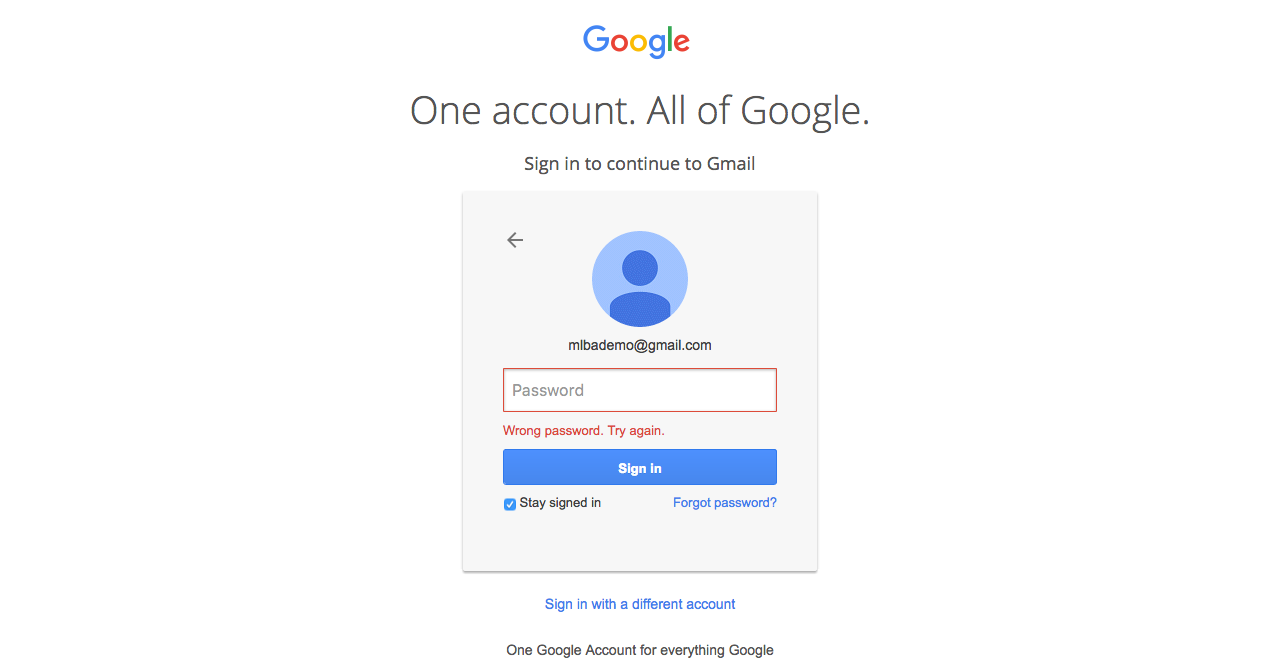 Google
One account. All of Google.
Sign in to continue to Gmail
mlbademo@gmail.com
Password
Wrong password. Try again.
Sign in
Stay signed in Forgot password?
Sign in with a different account
One Google Account for everything Google